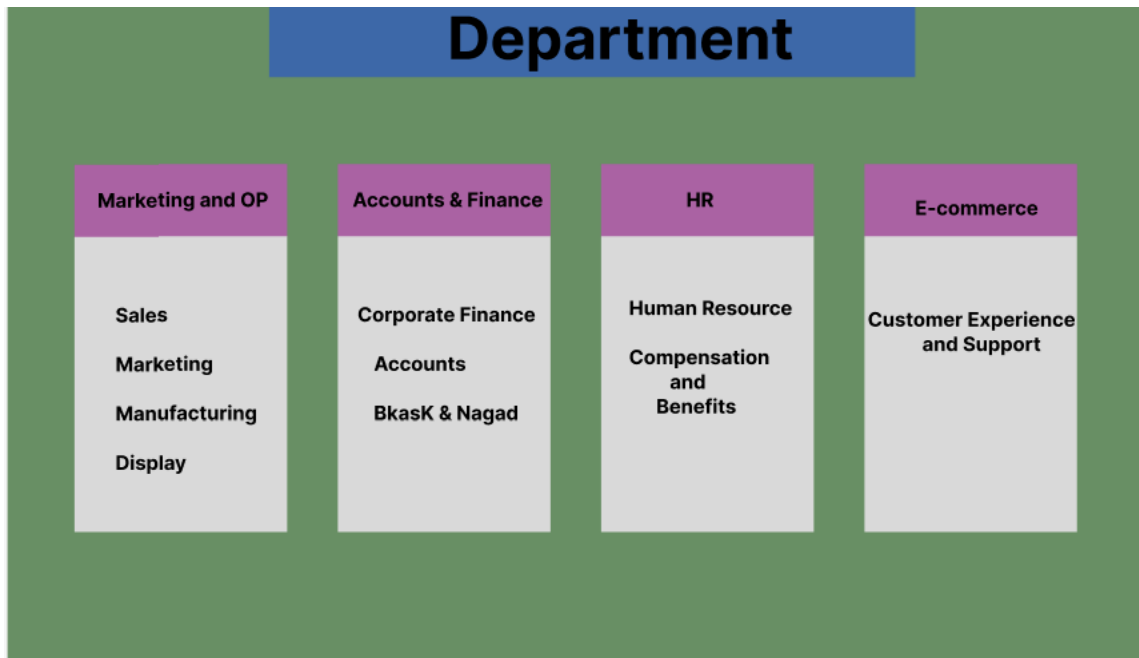 Department
Marketing and OP
Sales
Marketing
Manufacturing
Display
Accounts & Finance
Corporate Finance
Accounts
BkasK & Nagad
HR
Human Resource
Compensation
and
Benefits
E-commerce
Customer Experience
and Support